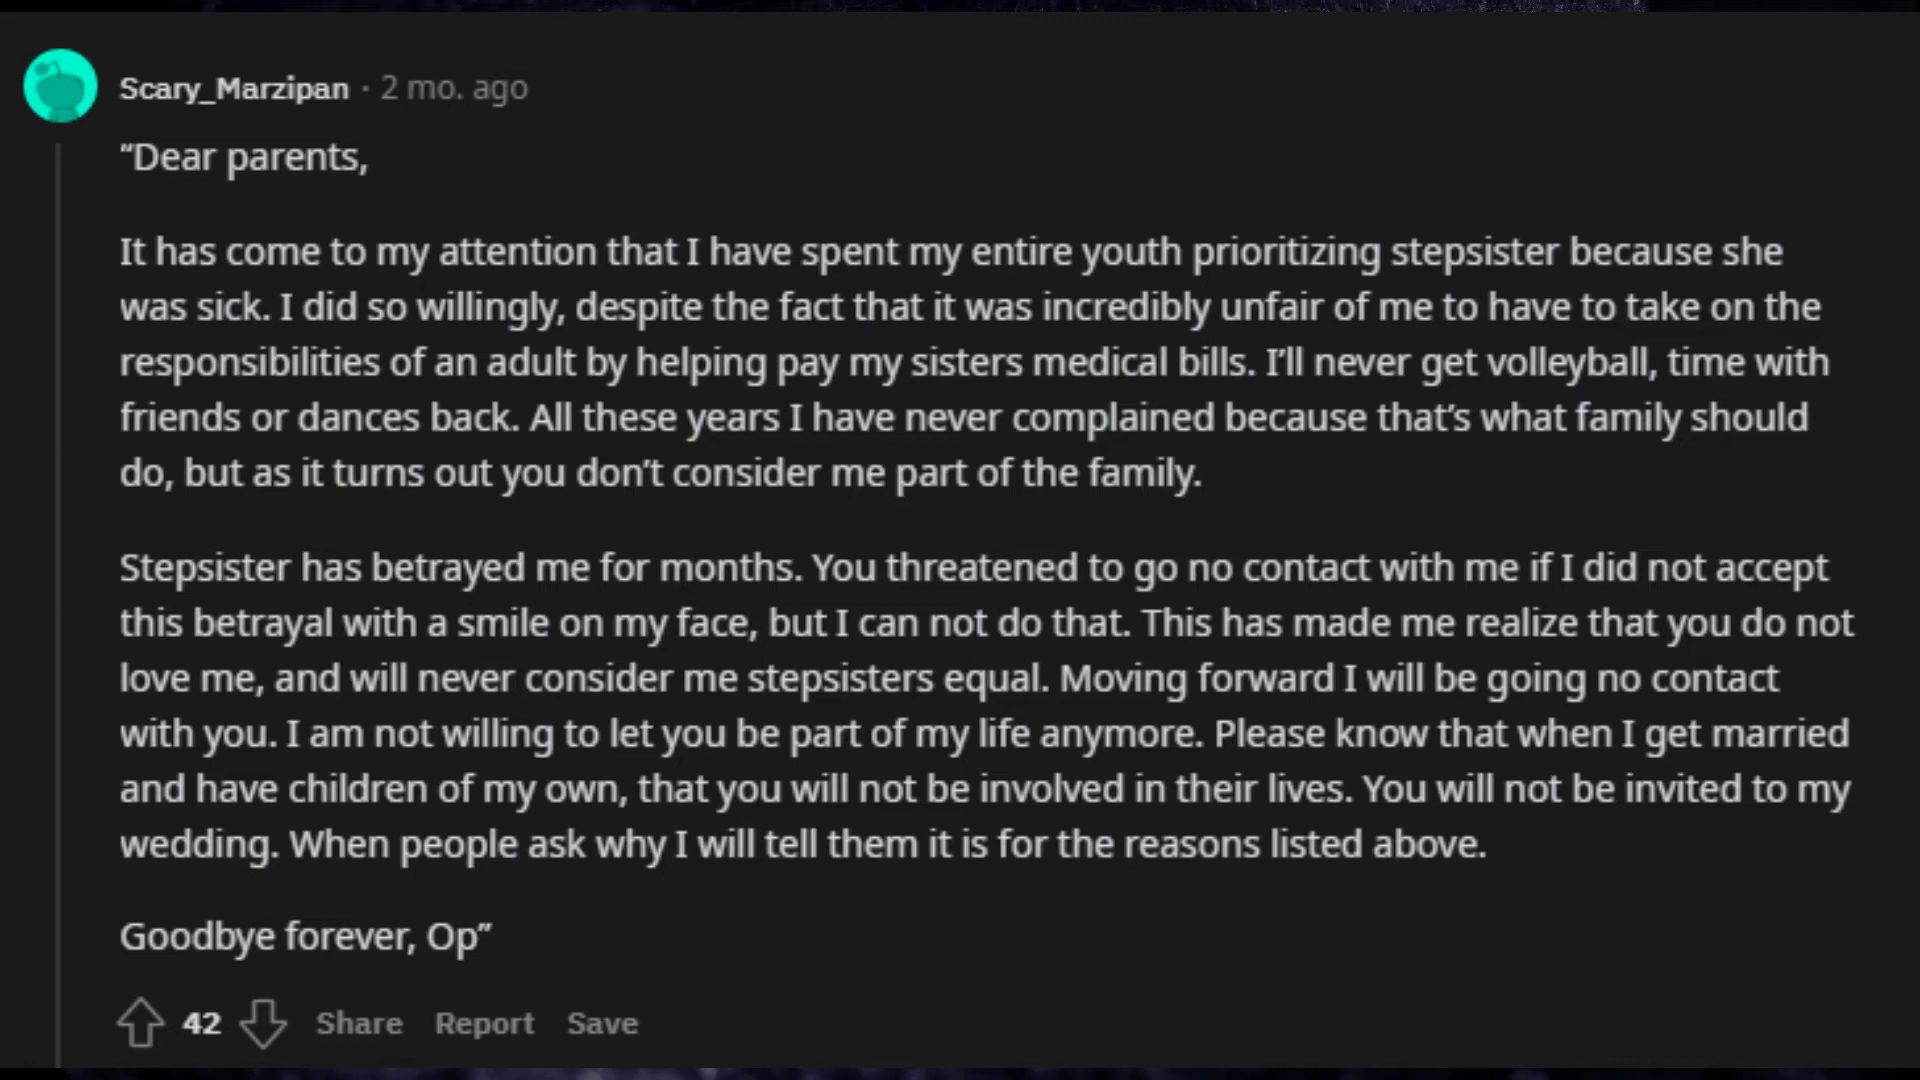 Scary_Marzipan · 2 mo. ago
“Dear parents,
It has come to my attention that I have spent my entire youth prioritizing stepsister because she
was sick. I did so willingly, despite the fact that it was incredibly unfair of me to have to take on the
responsibilities of an adult by helping pay my sisters medical bills. I’ll never get volleyball, time with
friends or dances back. All these years I have never complained because that’s what family should
do, but as it turns out you don’t consider me part of the family.
Stepsister has betrayed me for months. You threatened to go no contact with me if I did not accept
this betrayal with a smile on my face, but I can not do that. This has made me realize that you do not
love me, and will never consider me stepsisters equal. Moving forward I will be going no contact
with you. I am not willing to let you be part of my life anymore. Please know that when I get married
and have children of my own, that you will not be involved in their lives. You will not be invited to my
wedding. When people ask why I will tell them it is for the reasons listed above.
Goodbye forever, Op”
42 Share Report Save